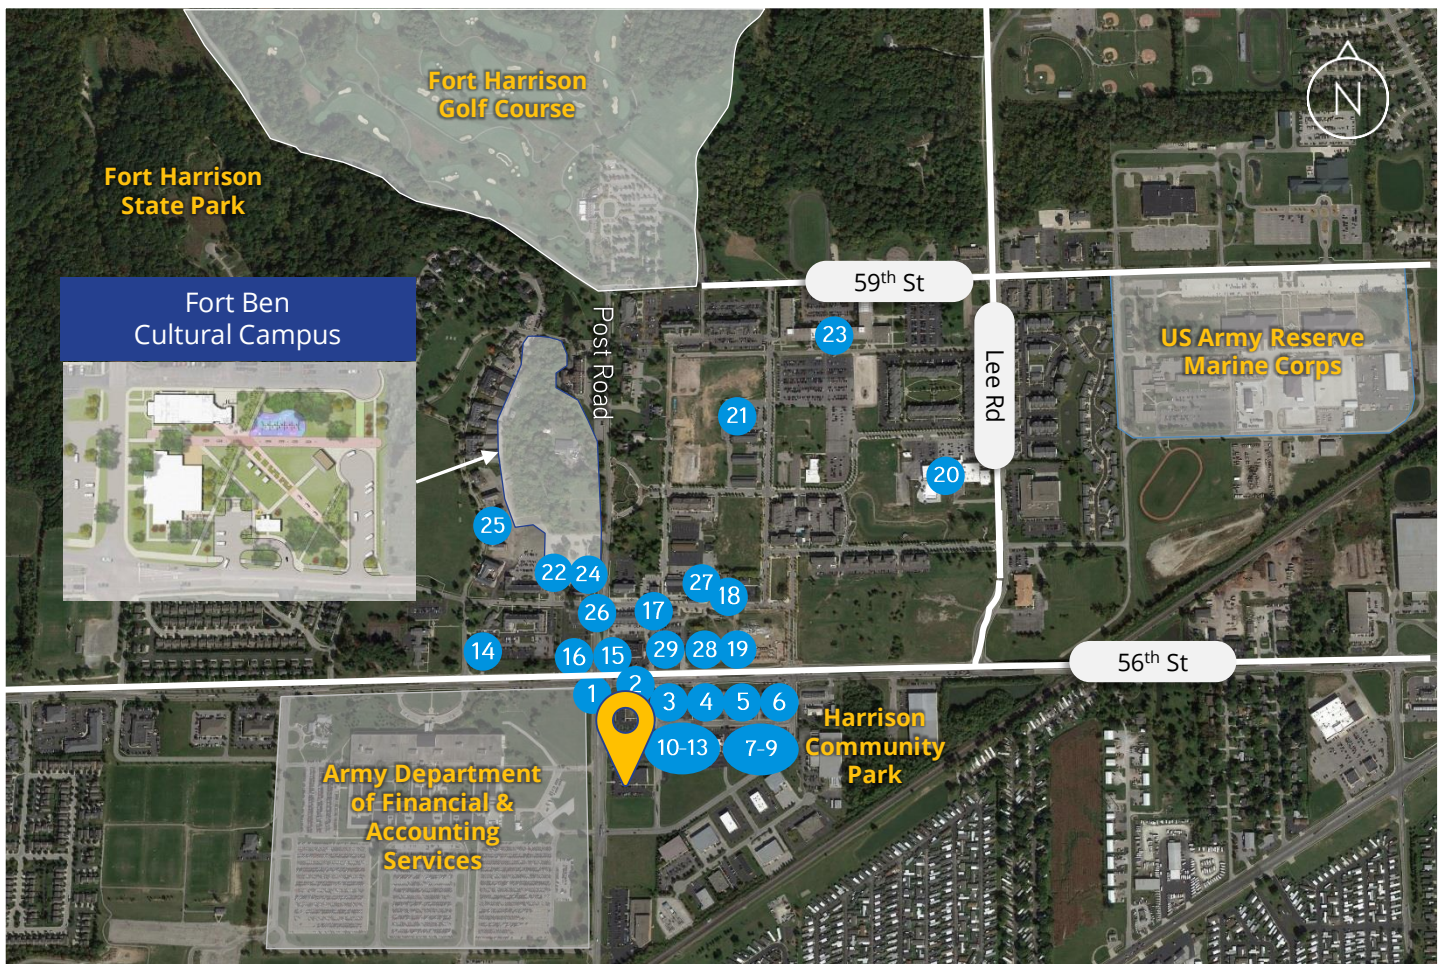 Fort Harrison
Golf Course
N
Fort Harrison
State Park
59th St
Fort Ben
Cultural Campus
Post Road
Lee Rd
23
US Army Reserve
Marine Corps
21
20
25
22
24
27
18
26
17
14
16
15
29
28
19
56th St
1
2
3
4
5
6
10-13
7-9
Harrison
Community
Park
Army Department
of Financial &
Accounting
Services